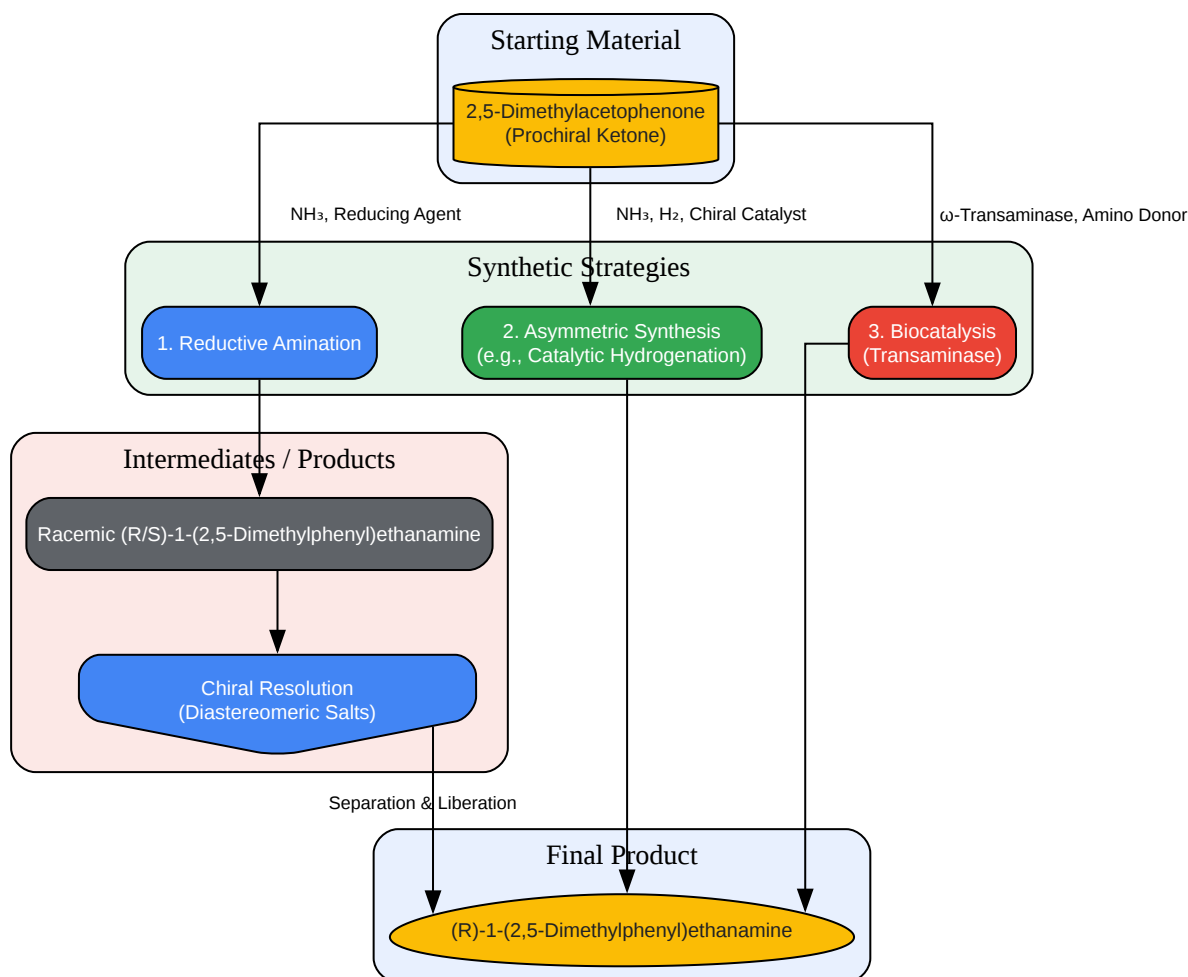 Starting Material
2,5-Dimethylacetophenone
(Prochiral Ketone)
NH₃, Reducing Agent
NH₃, H₂, Chiral Catalyst
ω-Transaminase, Amino Donor
Synthetic Strategies
1. Reductive Amination
2. Asymmetric Synthesis
(e.g., Catalytic Hydrogenation)
3. Biocatalysis
(Transaminase)
Intermediates / Products
Racemic (R/S)-1-(2,5-Dimethylphenyl)ethanamine
Chiral Resolution
(Diastereomeric Salts)
Separation & Liberation
Final Product
(R)-1-(2,5-Dimethylphenyl)ethanamine